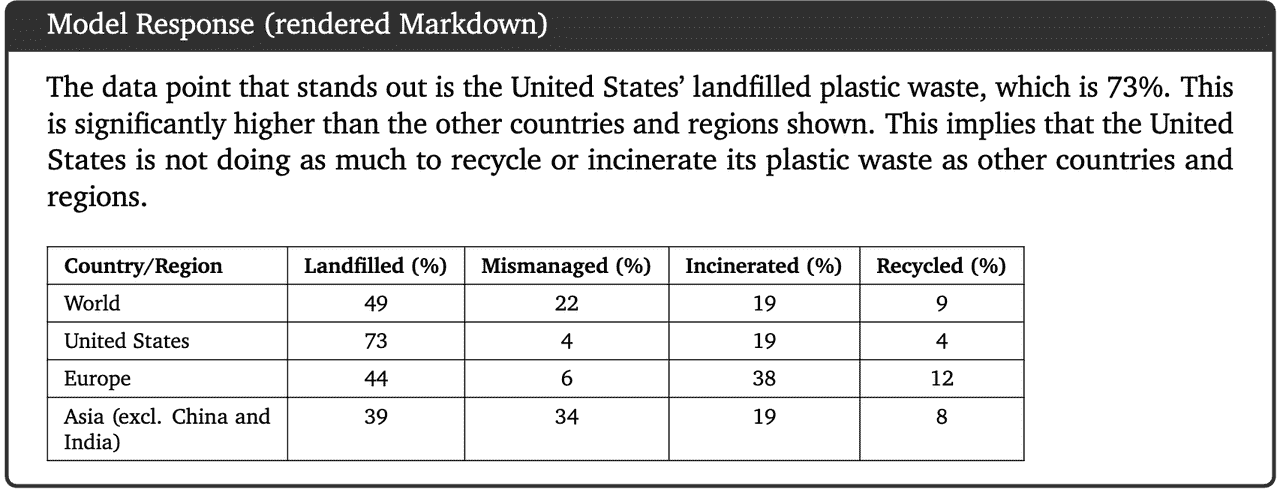 Model Response (rendered Markdown)
The data point that stands out is the United States’ landfilled plastic waste, which is 73%. This
is significantly higher than the other countries and regions shown. This implies that the United
States is not doing as much to recycle or incinerate its plastic waste as other countries and
regions.
Country/Region Landfilled (%) Mismanaged (%) Incinerated (%) Recycled (%)
World 49 22 19 9
United States 73 4 19 4
Europe 44 6 38 12
Asia (excl. China and 39 34 19 8
India)